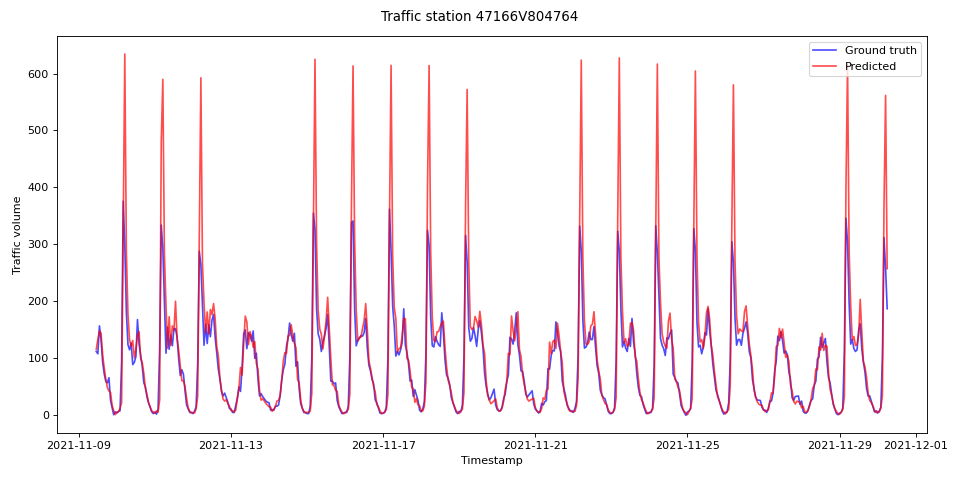 Traffic station 47166V804764
Ground truth
Predicted
Traffic volume
600
500
400
300
200
100
0
2021-11-09
2021-11-13
2021-11-17
2021-11-21
2021-11-25
2021-11-29
2021-12-01
Timestamp